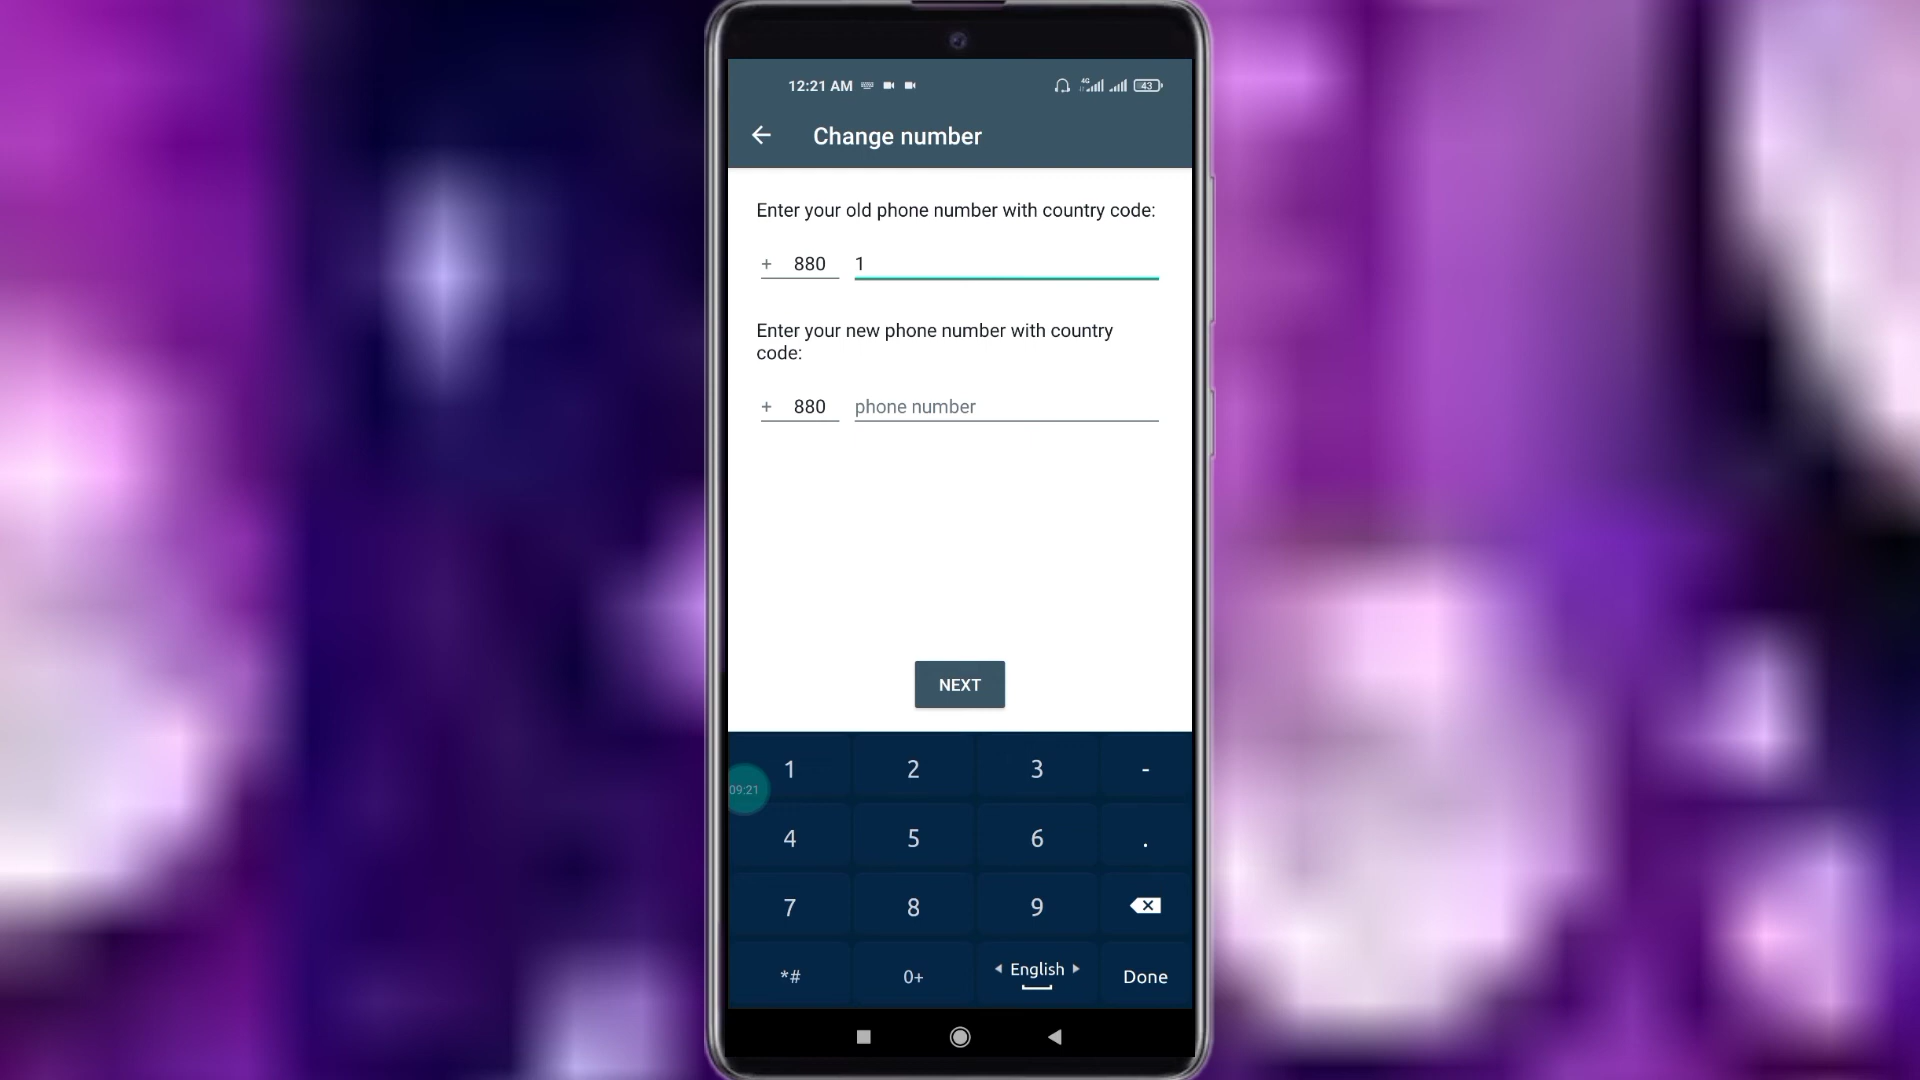 12:21 AM 4G 43
Change number
Enter your old phone number with country code:
+ 880 1
Enter your new phone number with country
code:
+ 880 phone number
NEXT
1 2 3 -
09:21
4 5 6 .
7 8 9
*# 0+ English Done